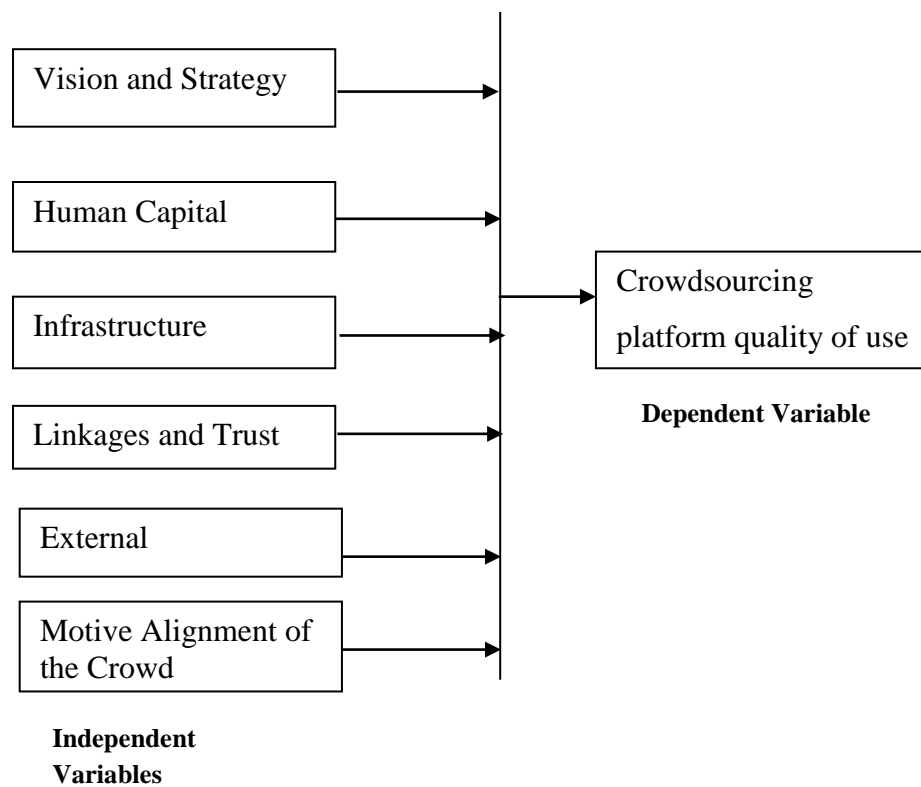 Vision and Strategy
Human Capital
Infrastructure
Linkages and Trust
External
Motive Alignment of
the Crowd
Independent
Variables
Crowdsourcing
platform quality of use
Dependent Variable